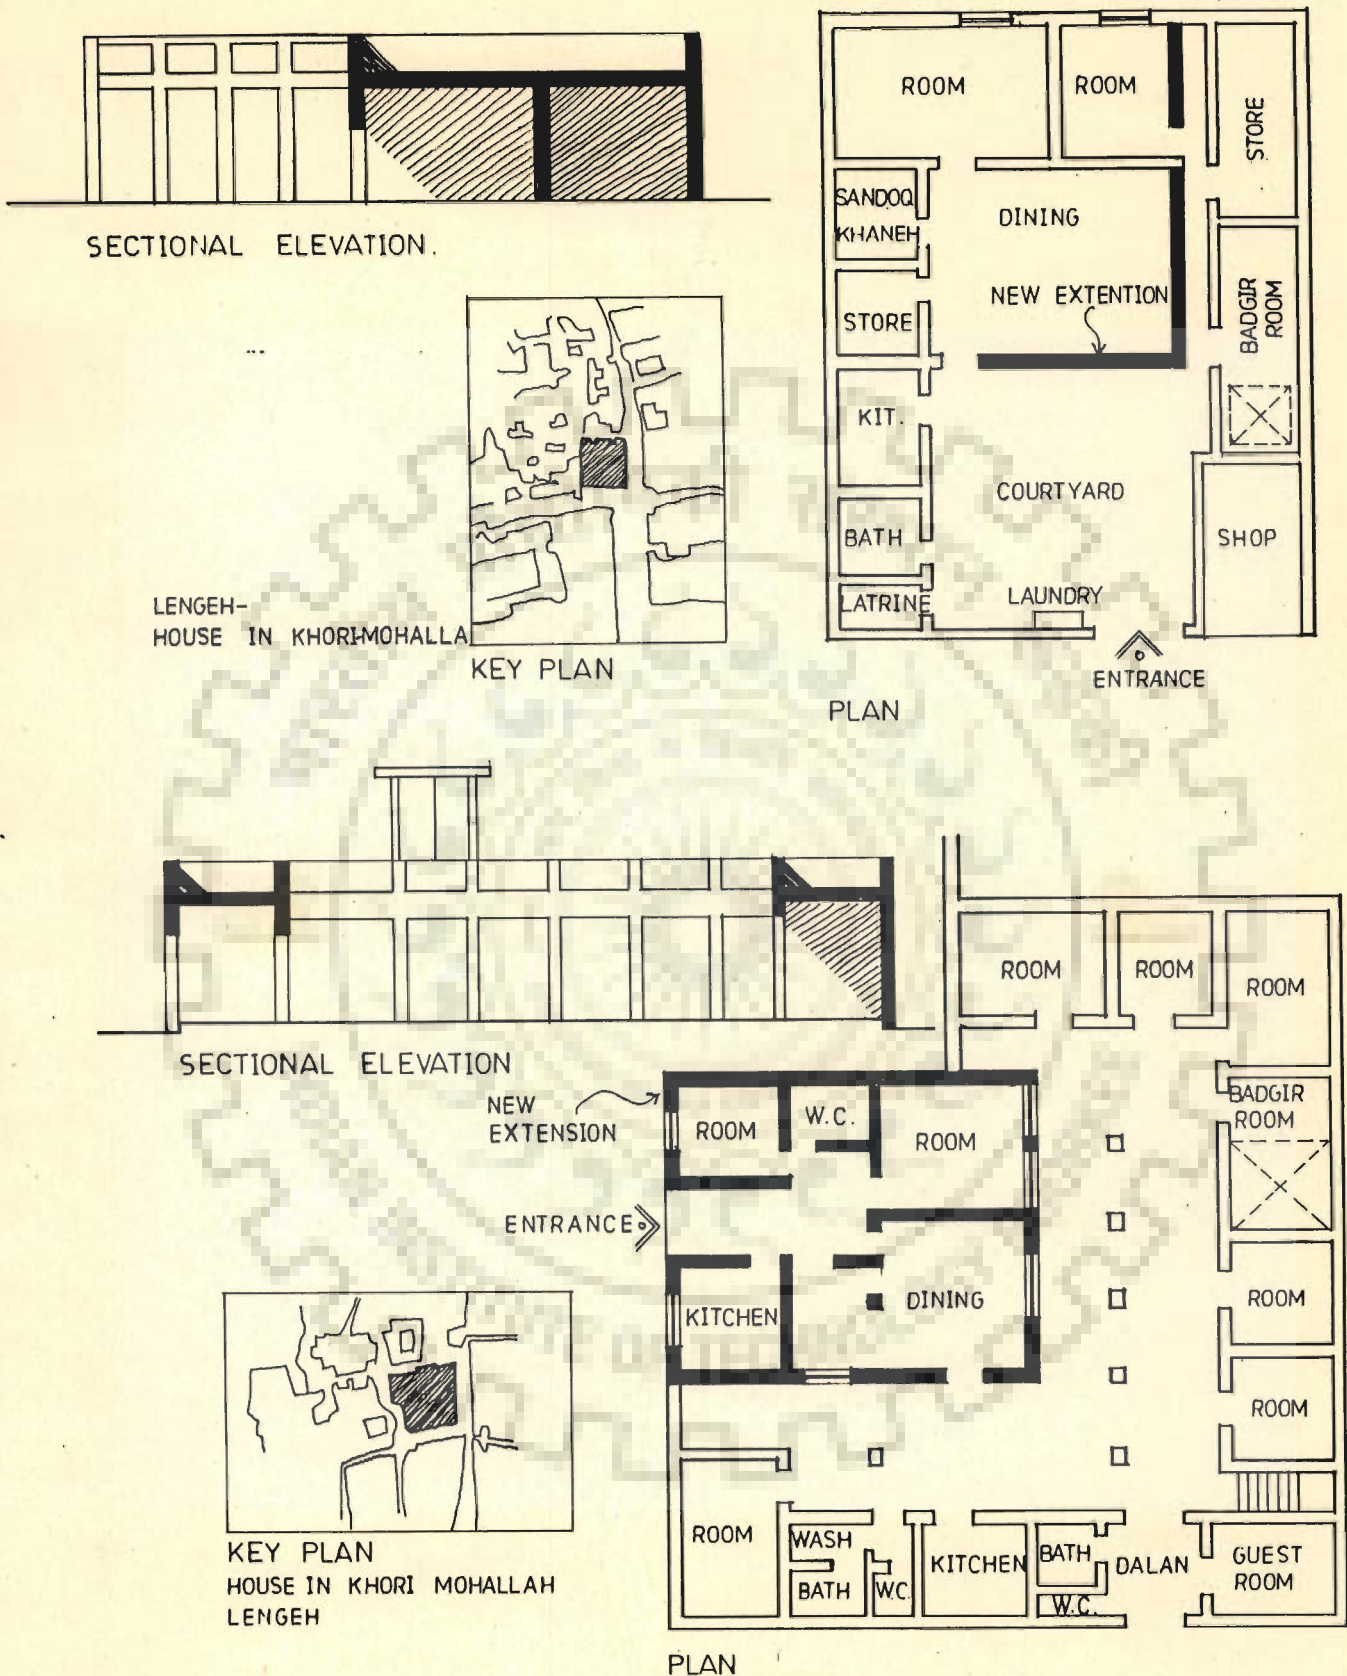 SECTIONAL ELEVATION.
ROOM
ROOM
STORE
SANDOQ
KHANEH
DINING
NEW EXTENTION
STORE
BADGIR
ROOM
KIT.
COURTYARD
BATH
SHOP
LATRINE
LAUNDRY
ENTRANCE
PLAN
LENGEH-
HOUSE IN KHORI-MOHALLA
KEY PLAN
SECTIONAL ELEVATION
ROOM
ROOM
ROOM
NEW
EXTENSION
ROOM
W.C.
ROOM
BADGIR
ROOM
ENTRANCE
KITCHEN
DINING
ROOM
ROOM
ROOM
WASH
BATH
W.C.
KITCHEN
BATH
W.C.
DALAN
GUEST
ROOM
KEY PLAN
HOUSE IN KHORI MOHALLAH
LENGEH
PLAN